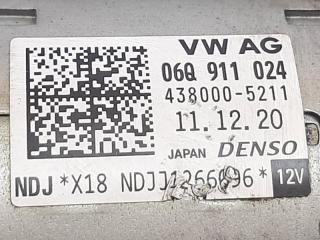 VW AG
06Q 911 024
438000-5211
11.12.20
JAPAN DENSO
NDJ *X18 NDJJ1266096* 12V